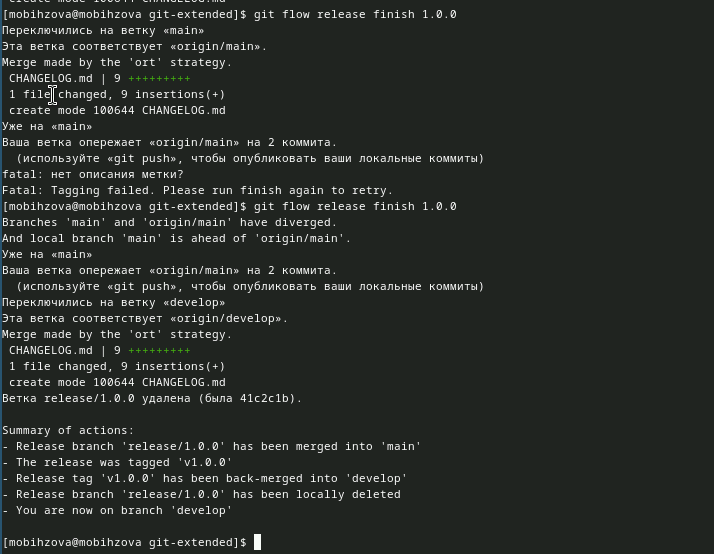 [mobihzova@mobihzova git-extended]$ git flow release finish 1.0.0
Переключились на ветку «main»
Эта ветка соответствует «origin/main».
Merge made by the 'ort' strategy.
 CHANGELOG.md | 9 +++++++++
 1 file changed, 9 insertions(+)
 create mode 100644 CHANGELOG.md
Уже на «main»
Ваша ветка опережает «origin/main» на 2 коммита.
  (используйте «git push», чтобы опубликовать ваши локальные коммиты)
fatal: нет описания метки?
Fatal: Tagging failed. Please run finish again to retry.
[mobihzova@mobihzova git-extended]$ git flow release finish 1.0.0
Branches 'main' and 'origin/main' have diverged.
And local branch 'main' is ahead of 'origin/main'.
Уже на «main»
Ваша ветка опережает «origin/main» на 2 коммита.
  (используйте «git push», чтобы опубликовать ваши локальные коммиты)
Переключились на ветку «develop»
Эта ветка соответствует «origin/develop».
Merge made by the 'ort' strategy.
 CHANGELOG.md | 9 +++++++++
 1 file changed, 9 insertions(+)
 create mode 100644 CHANGELOG.md
Ветка release/1.0.0 удалена (была 41c2c1b).

Summary of actions:
- Release branch 'release/1.0.0' has been merged into 'main'
- The release was tagged 'v1.0.0'
- Release tag 'v1.0.0' has been back-merged into 'develop'
- Release branch 'release/1.0.0' has been locally deleted
- You are now on branch 'develop'

[mobihzova@mobihzova git-extended]$